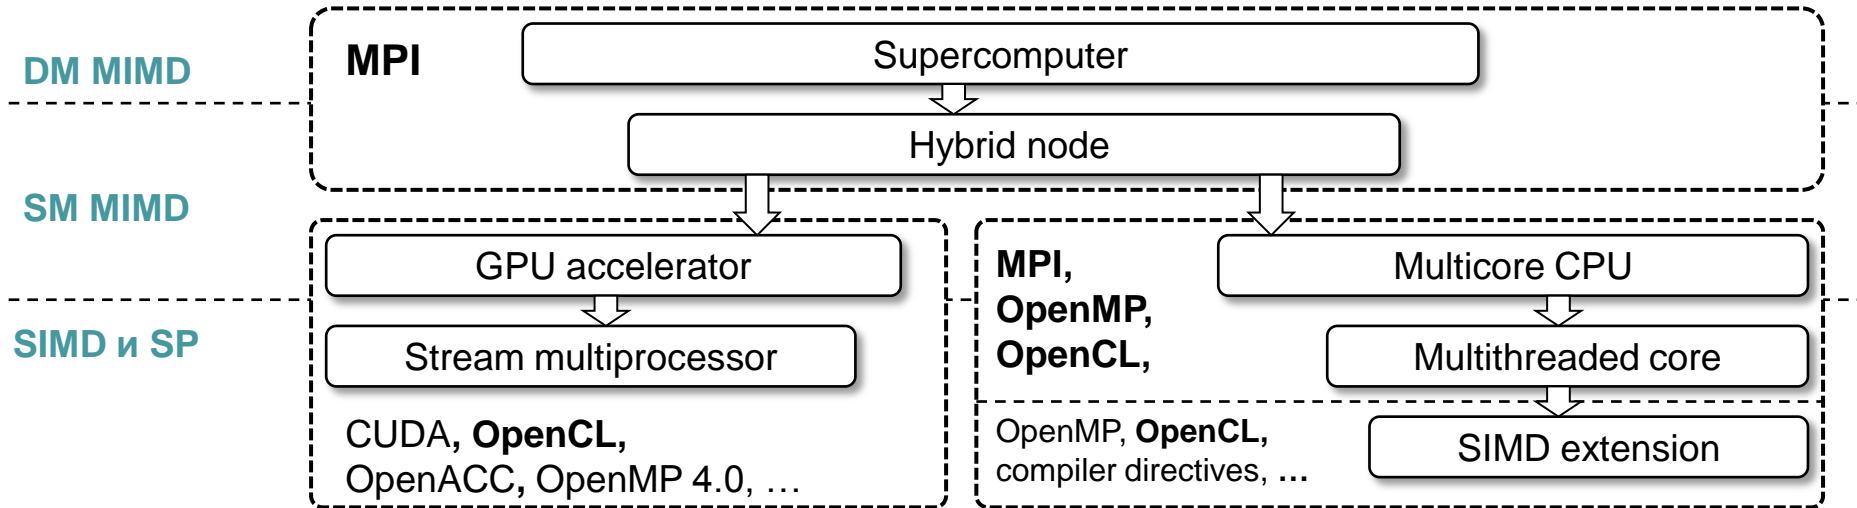 DM MIMD
MPI
Supercomputer
Hybrid node
SM MIMD
GPU accelerator
Stream multiprocessor
CUDA, OpenCL,
OpenACC, OpenMP 4.0, …
MPI,
OpenMP,
OpenCL,
Multicore CPU
Multithreaded core
OpenMP, OpenCL,
compiler directives, ...
SIMD extension
SIMD и SP